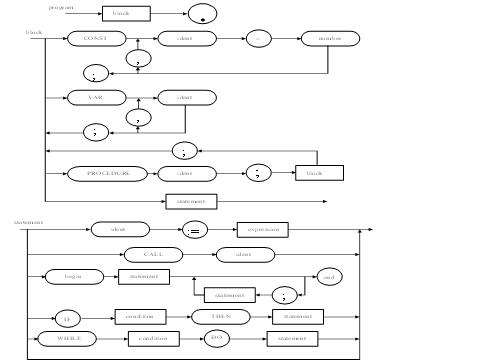 program
block .
block
CONST ident = number
,
;
VAR ident
,
;
;
PROCEDURE ident ; block
statement
statement
ident := expression
CALL ident
begin statement end
statement ;
IF condition THEN statement
WHLE condition DO statement